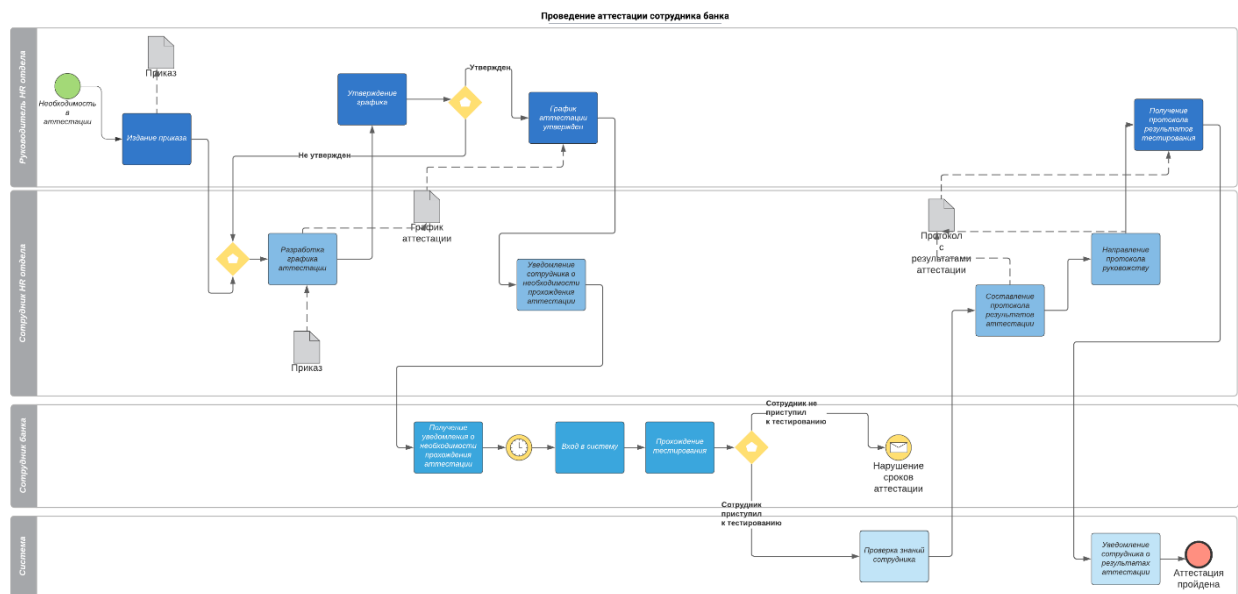 Проведение аттестации сотрудника банка
Руководитель HR отдела
Необходимость
в
аттестации
Приказ
Издание приказа
Утверждение
графика
Утвержден
Не утвержден
График
аттестации
утвержден
Получение
протокола
результатов
тестирования
Сотрудник HR отдела
Разработка
графика
аттестации
Приказ
График
аттестации
Уведомление
сотрудника о
необходимости
прохождения
аттестации
Протокол
с
результатами
аттестации
Составление
протокола
результатов
аттестации
Направление
протокола
Сотрудник банка
Получение
уведомления о
необходимости
прохождения
аттестации
Вход в систему
Прохождение
тестирования
Сотрудник не
приступил
к тестированию
Нарушение
сроков
аттестации
Сотрудник
приступил
к тестированию
Система
Проверка знаний
сотрудника
Уведомление
сотрудника о
результатах
аттестации
Аттестация
пройдена